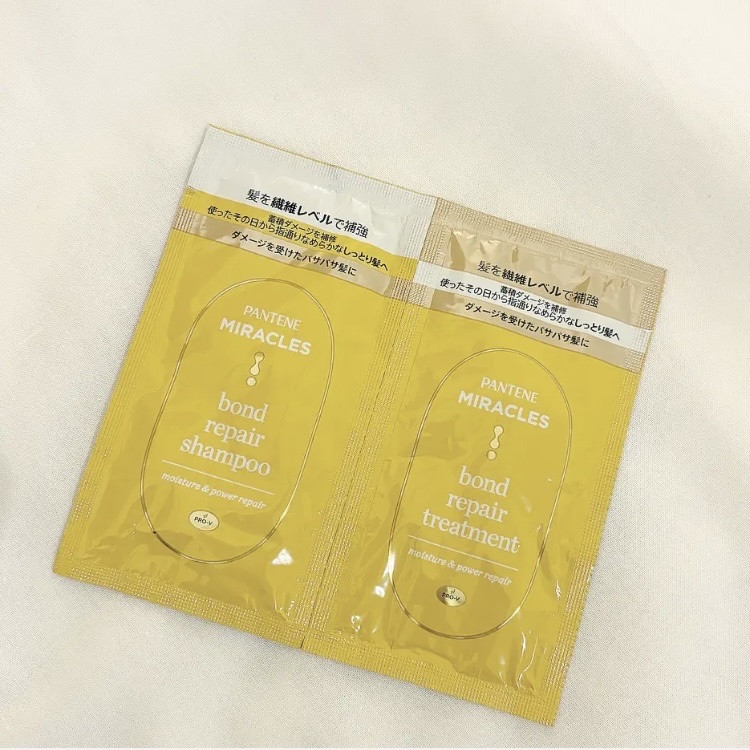 髪を繊維レベルで補強
蓄積ダメージを補修
使ったその日から指通りなめらかなしっとり髪へ
ダメージを受けたパサパサ髪に
PANTENE
MIRACLES
bond
repair
shampoo
moisture & power repair
PRO-V
髪を繊維レベルで補強
蓄積ダメージを補修
使ったその日から指通りなめらかなしっとり髪へ
ダメージを受けたパサパサ髪に
PANTENE
MIRACLES
bond
repair
treatment
moisture & power repair
PRO-V